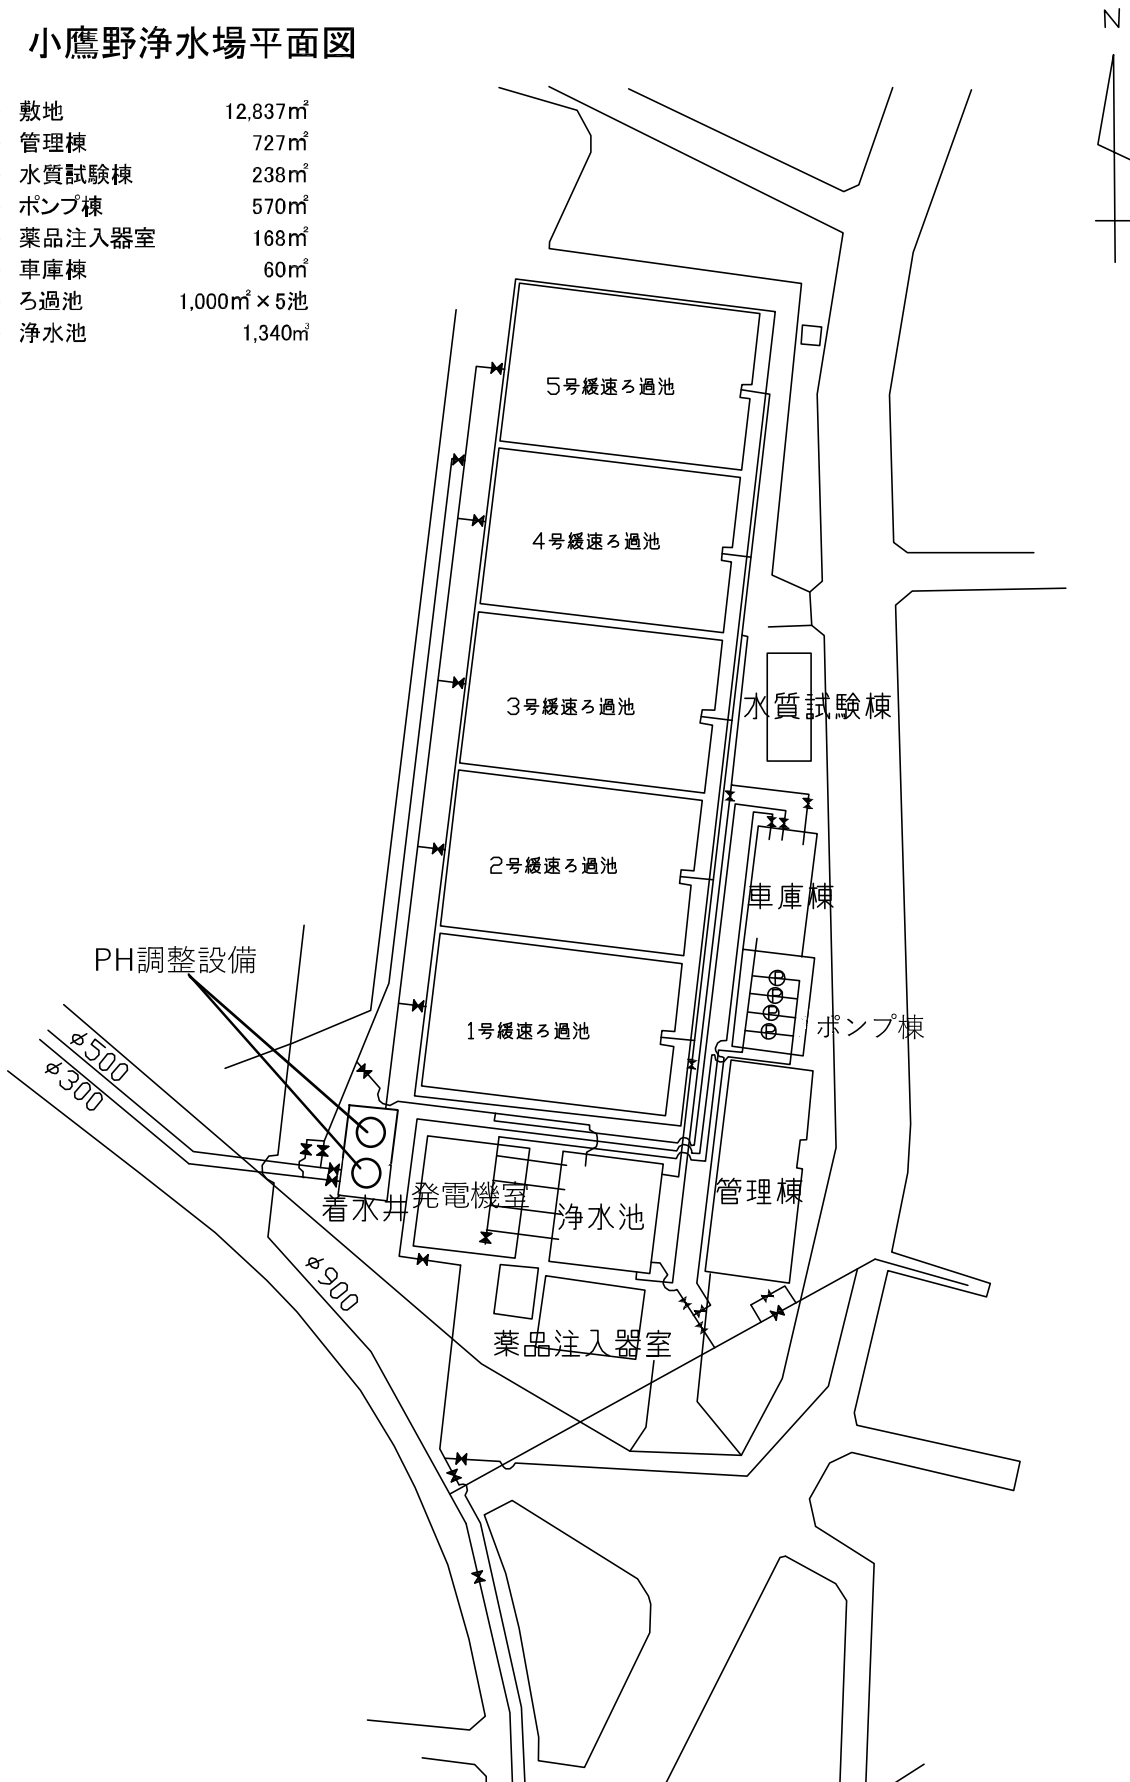 小鷹野浄水場平面図
N
敷地 12,837㎡
管理棟 727㎡
水質試験棟 238㎡
ポンプ棟 570㎡
薬品注入器室 168㎡
車庫棟 60㎡
ろ過池 1,000㎡×5池
浄水池 1,340㎥
5号緩速ろ過池
4号緩速ろ過池
3号緩速ろ過池
水質試験棟
2号緩速ろ過池
車庫棟
PH調整設備
P
P
P
P
1号緩速ろ過池
ポンプ棟
φ500
φ300
着水井
発電機室
浄水池
管理棟
φ900
薬品注入器室